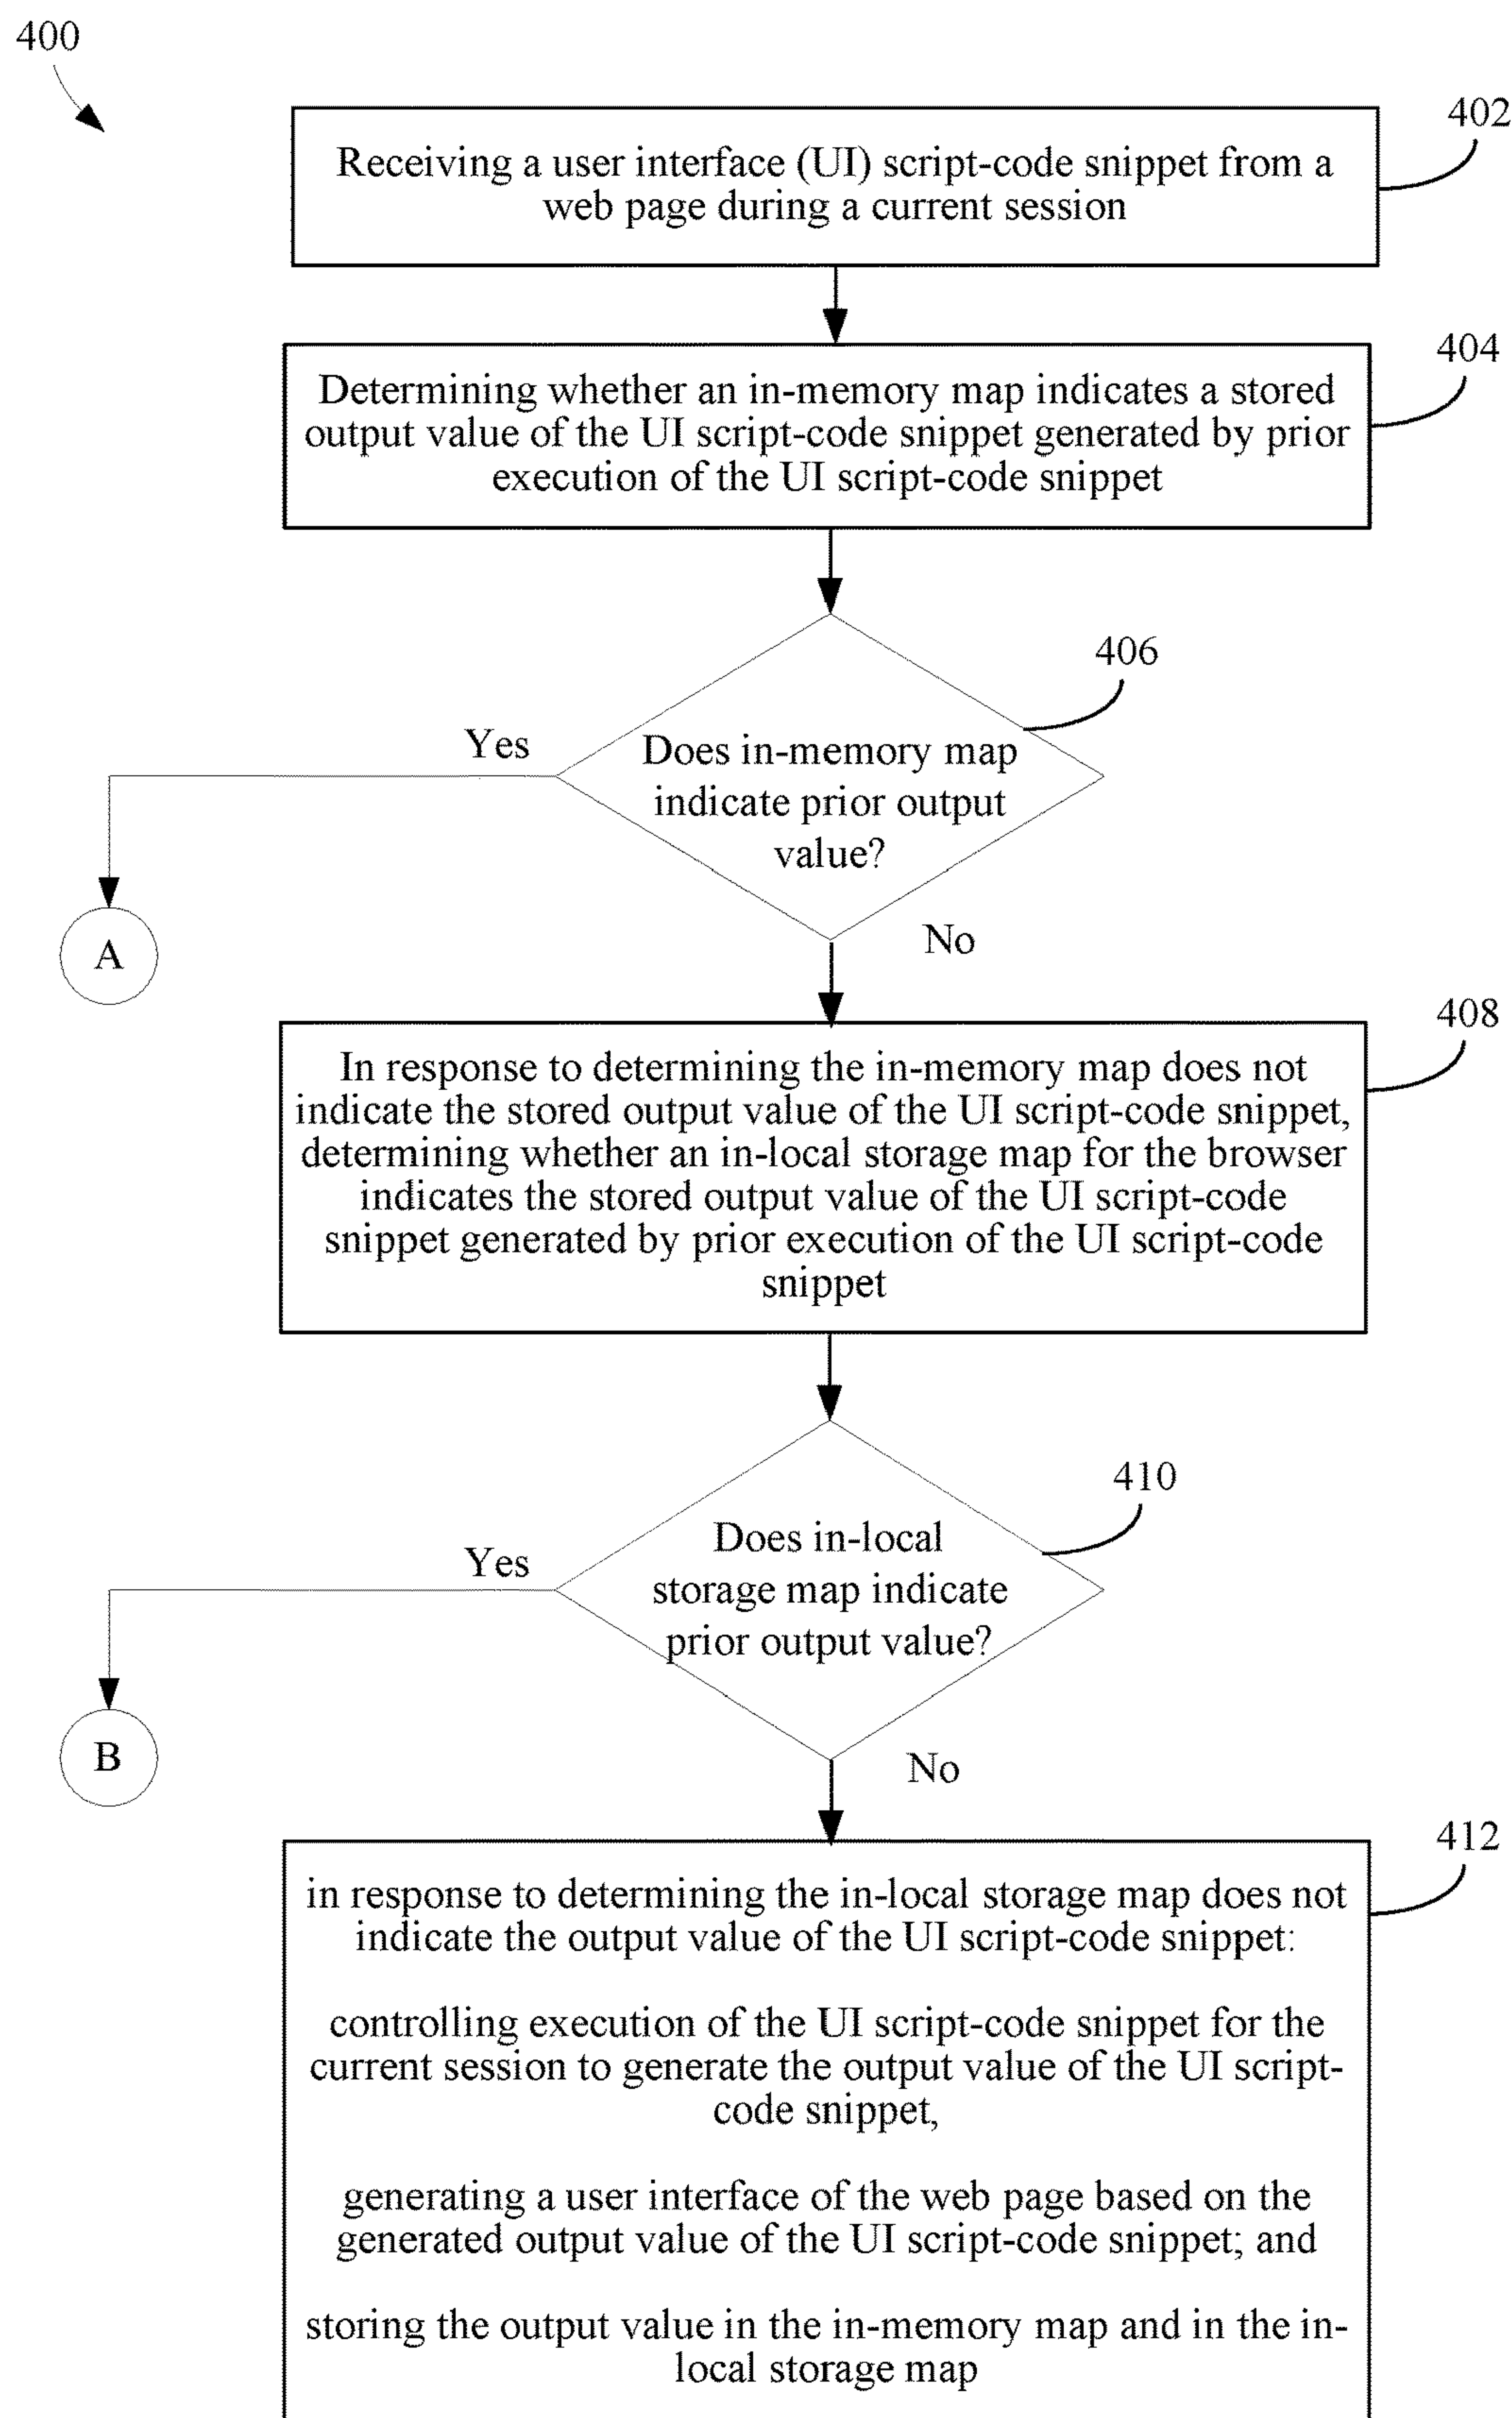 400
402
Receiving a user interface (UI) script-code snippet from a
web page during a current session
404
Determining whether an in-memory map indicates a stored
output value of the UI script-code snippet generated by prior
execution of the UI script-code snippet
406
Yes
Does in-memory map
indicate prior output
value?
A
No
408
In response to determining the in-memory map does not
indicate the stored output value of the UI script-code snippet,
determining whether an in-local storage map for the browser
indicates the stored output value of the UI script-code
snippet generated by prior execution of the UI script-code
snippet
410
Yes
Does in-local
storage map indicate
prior output value?
B
No
412
in response to determining the in-local storage map does not
indicate the output value of the UI script-code snippet:
controlling execution of the UI script-code snippet for the
current session to generate the output value of the UI script-
code snippet,
generating a user interface of the web page based on the
generated output value of the UI script-code snippet; and
storing the output value in the in-memory map and in the in-
local storage map